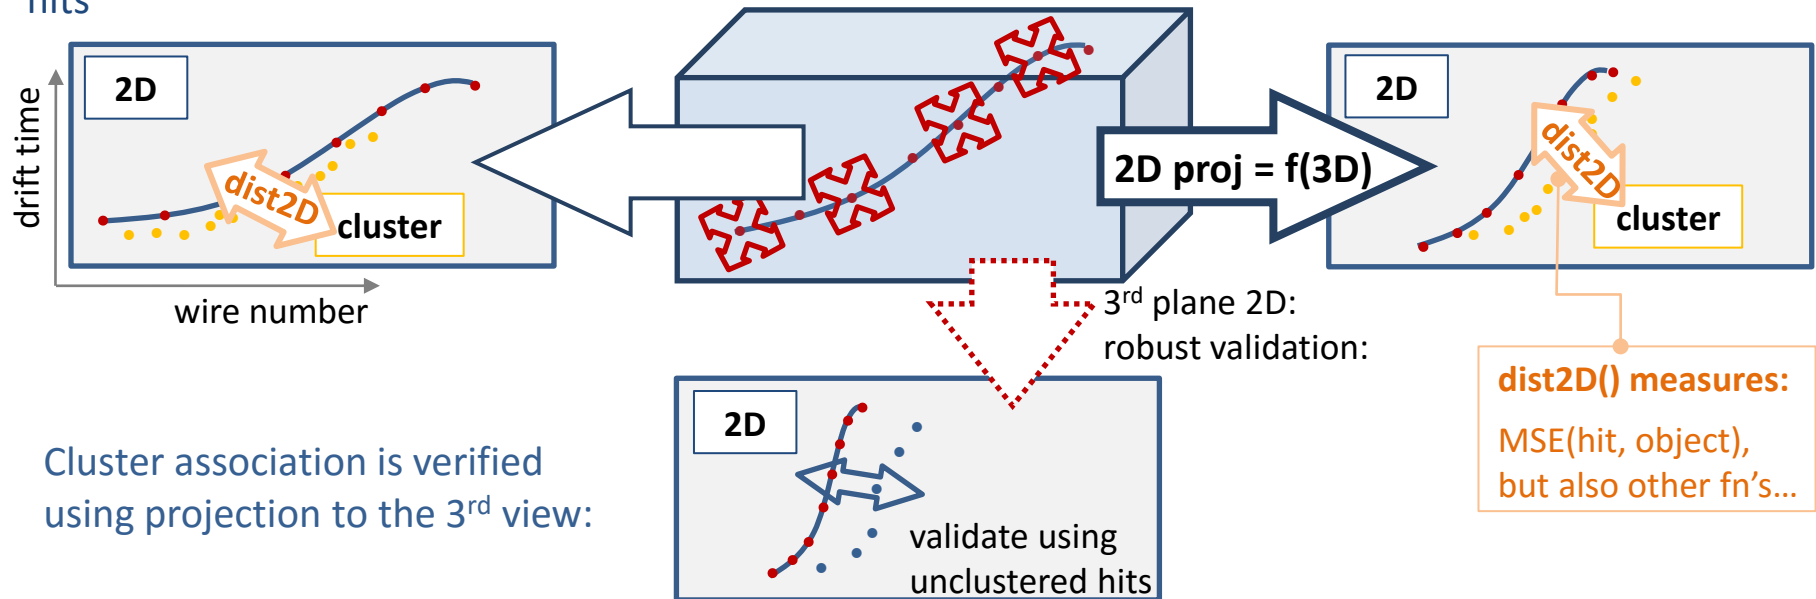 hits
2D
drift time
dist2D
cluster
wire number
2D proj = f(3D)
2D
dist2D
cluster
3rd plane 2D:
robust validation:
dist2D() measures:
MSE(hit, object),
but also other fn's…
2D
validate using
unclustered hits
Cluster association is verified
using projection to the 3rd view: